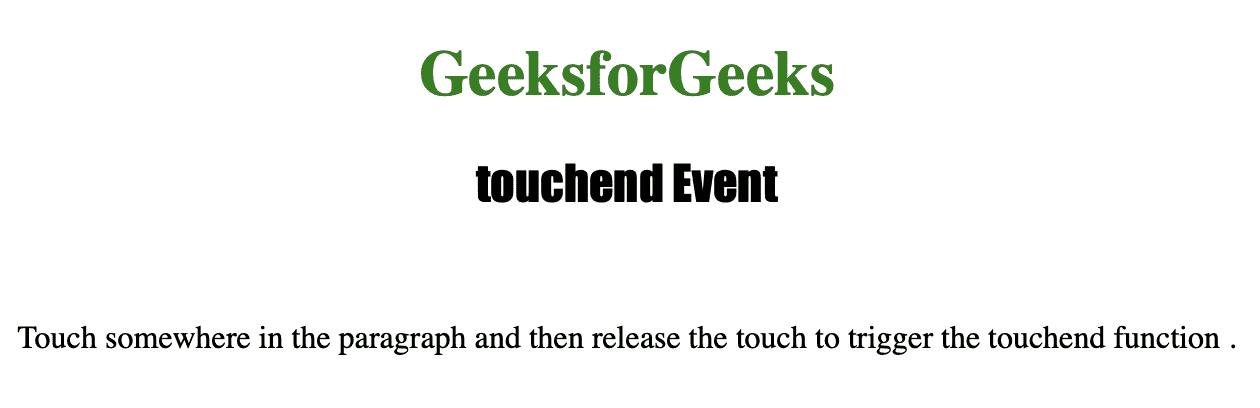 GeeksforGeeks
touchend Event
Touch somewhere in the paragraph and then release the touch to trigger the touchend function .